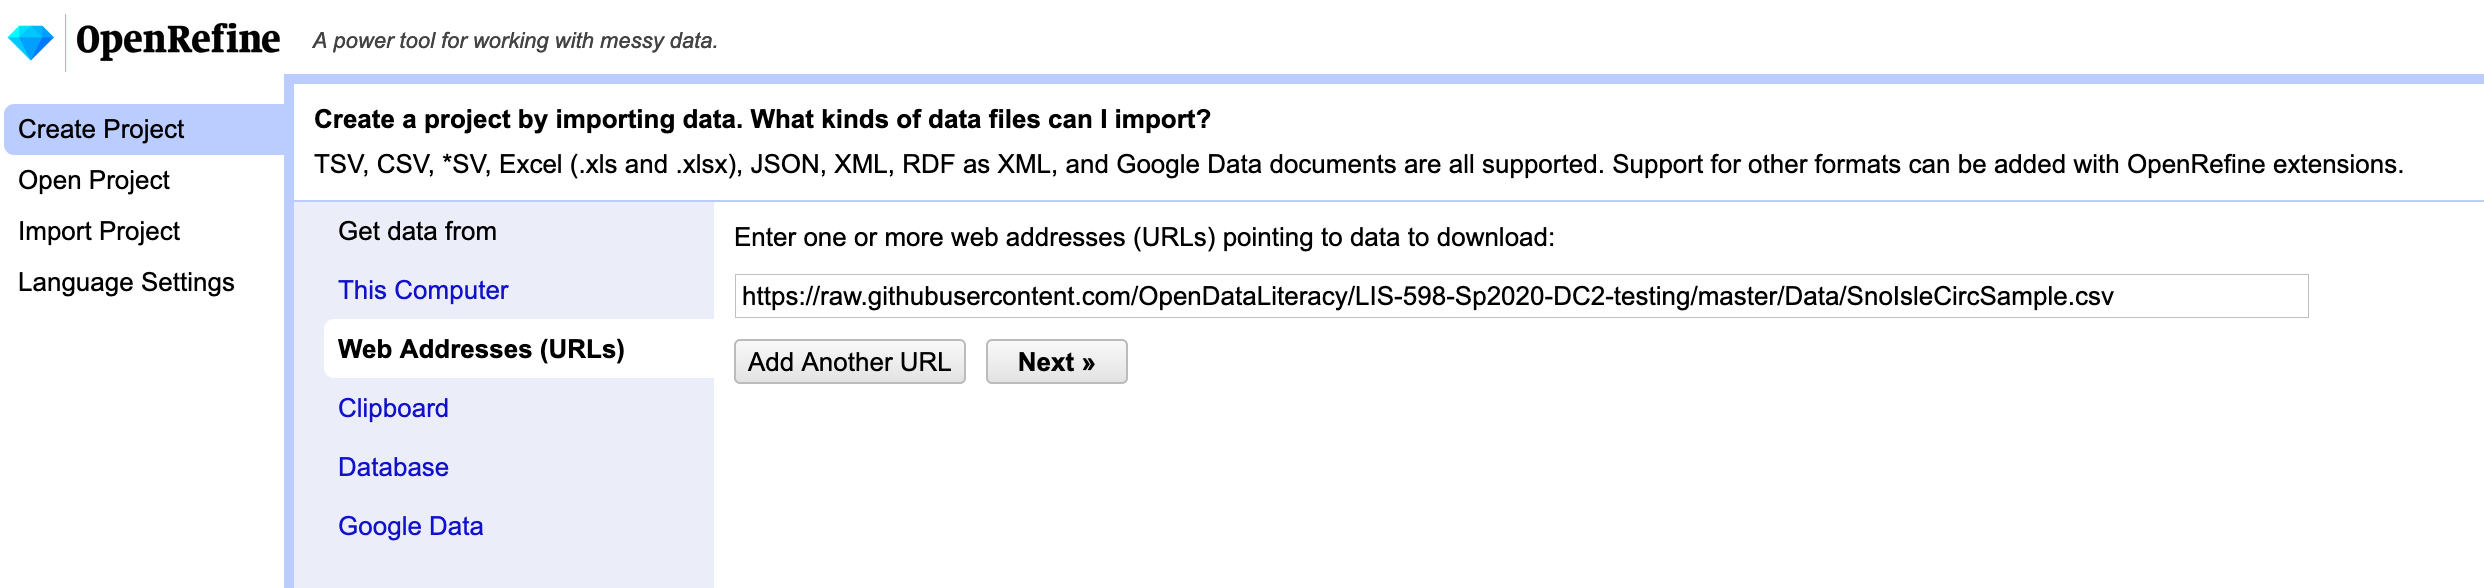 OpenRefine
A power tool for working with messy data.
Create Project
Open Project
Import Project
Language Settings
Create a project by importing data. What kinds of data files can I import?
TSV, CSV, *SV, Excel (.xls and .xlsx), JSON, XML, RDF as XML, and Google Data documents are all supported. Support for other formats can be added with OpenRefine extensions.
Get data from
This Computer
Web Addresses (URLs)
Clipboard
Database
Google Data
Enter one or more web addresses (URLs) pointing to data to download:
https://raw.githubusercontent.com/OpenDataLiteracy/LIS-598-Sp2020-DC2-testing/master/Data/SnoIsleCircSample.csv
Add Another URL
Next »